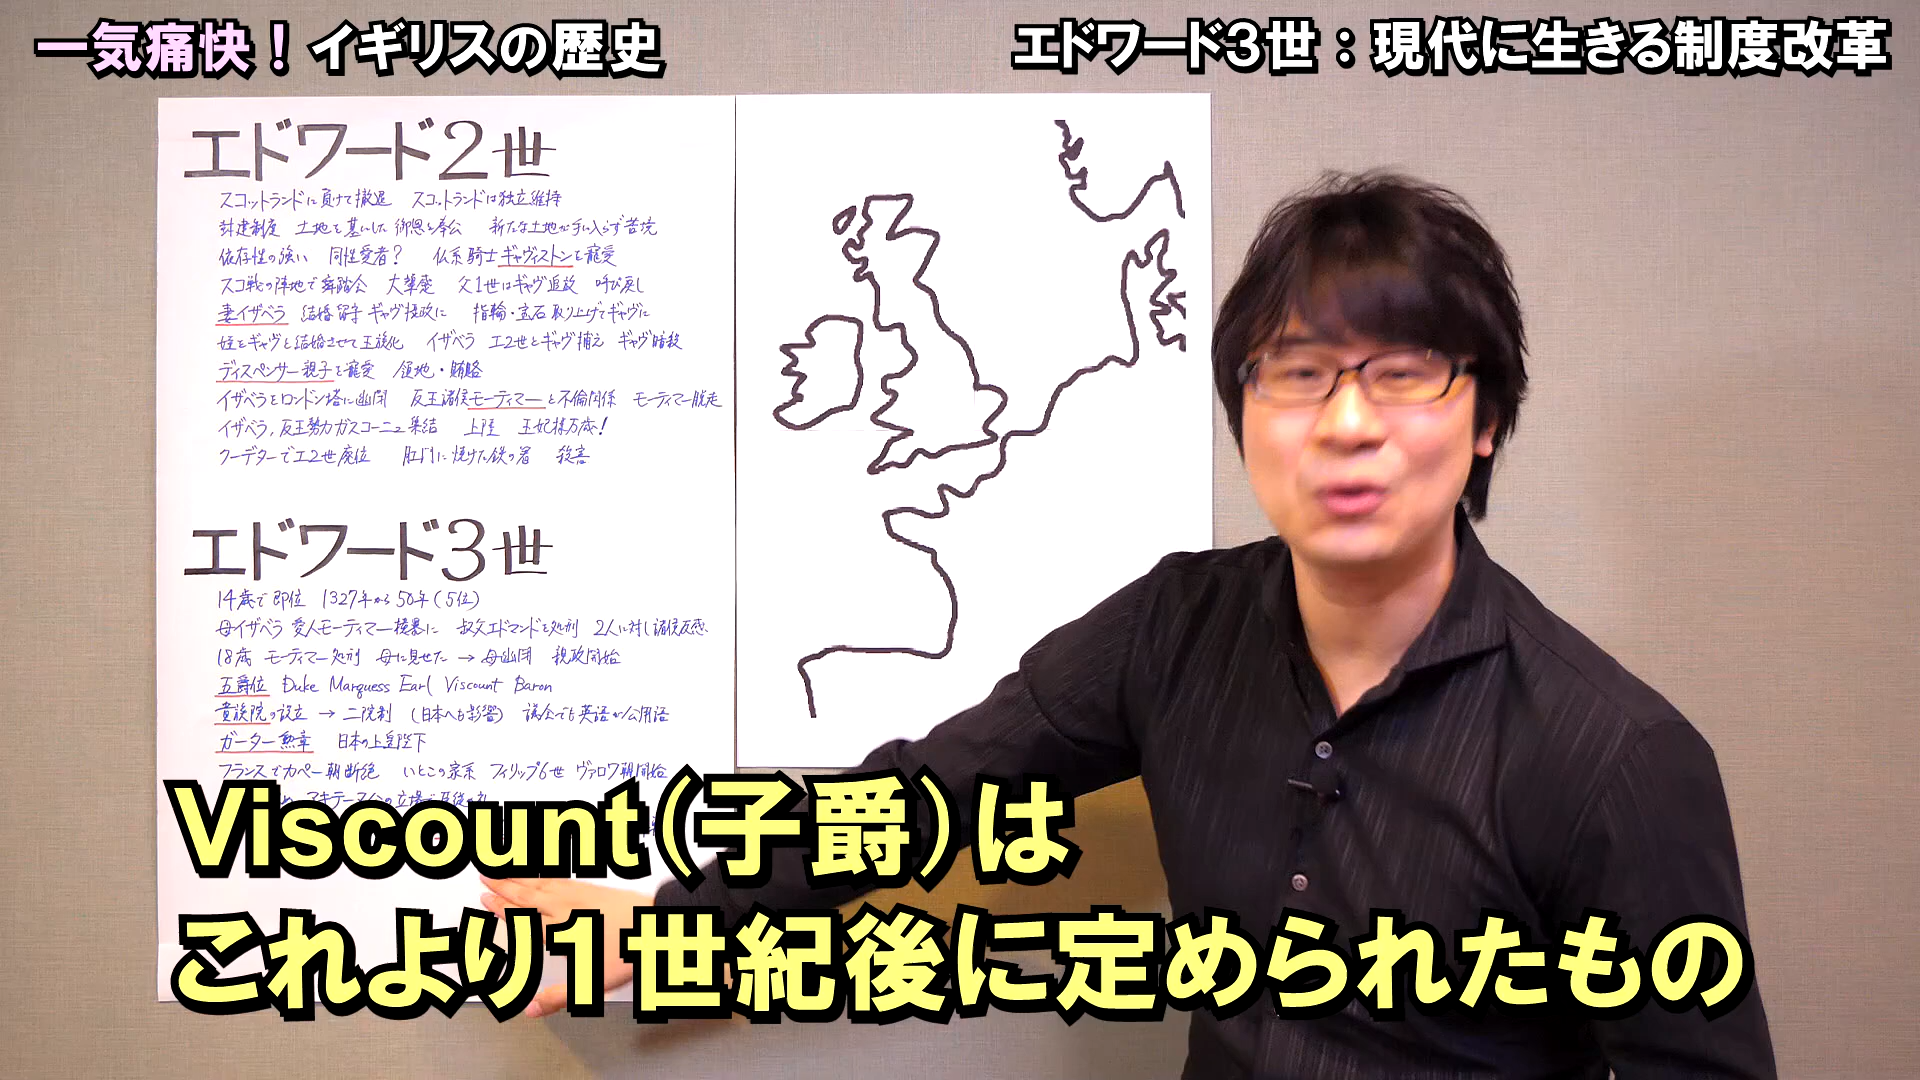 一気痛快！イギリスの歴史
エドワード3世：現代に生きる制度改革
エドワード2世
スコットランドに負けて撤退 スコットランドは独立維持
封建制度 土地を基にした御恩と奉公 新たな土地が手に入らず苦境
依存性の強い 同性愛者？ 仏系騎士ギャヴィストンを寵愛
スコ戦の陣地で舞踏会 大顰蹙 父1世はギャヴ追放 呼び戻し
妻イザベラ 結婚留守ギャヴ摂政に 指輪・宝石取り上げてギャヴに
姪をギャヴと結婚させて王族化 イザベラ エ2世とギャヴ捕え ギャヴ暗殺
ディスペンサー親子を寵愛 領地・賄賂
イザベラをロンドン塔に幽閉 反王諸侯モーティマーと不倫関係 モーティマー脱走
イザベラ，反王勢力ガスコーニュ集結 上陸 王妃様万歳！
クーデターでエ2世廃位 肛門に焼けた鉄の 殺害
エドワード3世
14歳で即位 1327年から50年(5位)
母イザベラ 愛人モーティマー横暴に 叔父エドマンドを処刑 2人に対し諸侯反感
18歳 モーティマー処刑 母に見せた → 母幽閉 親政開始
五爵位 Duke Marquess Earl Viscount Baron
貴族院の設立 → 二院制 (日本へも影響) 議会でも英語が公用語
ガーター勲章 日本の上皇陛下
フランスでカペー朝断絶 いとこの家系 フィリップ6世 ヴァロワ朝開始
Viscount（子爵）は
これより1世紀後に定められたもの